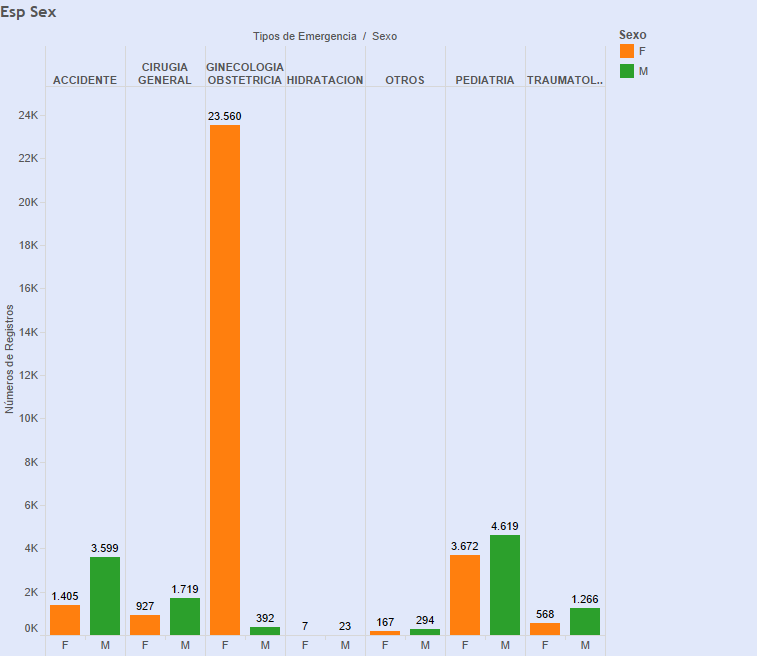 Esp Sex
Tipos de Emergencia / Sexo
Sexo
F
M
ACCIDENTE
CIRUGIA
GENERAL
GINECOLOGIA
OBSTETRICIA
HIDRATACION
OTROS
PEDIATRIA
TRAUMATOL..
Números de Registros
24K
22K
20K
18K
16K
14K
12K
10K
8K
6K
4K
2K
0K
1.405
3.599
927
1.719
23.560
392
7
23
167
294
3.672
4.619
568
1.266
F M F M F M F M F M F M F M